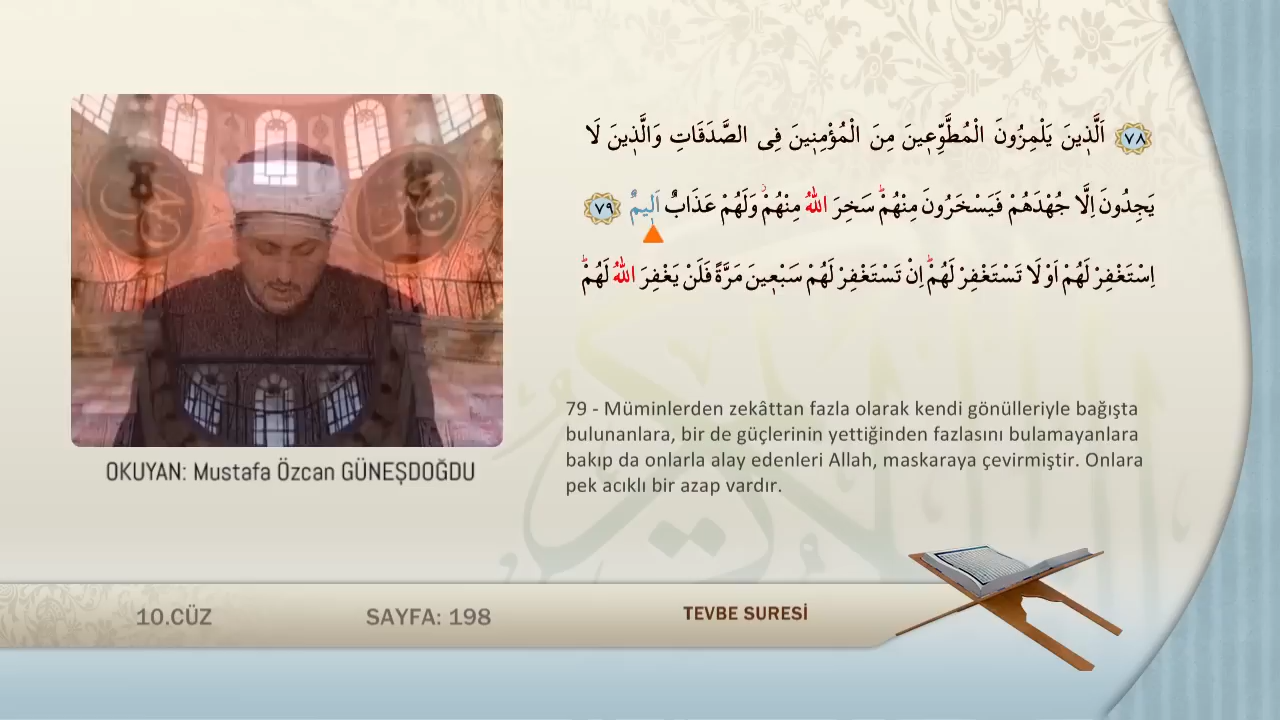 ﴿٧٨﴾ اَلَّذٖينَ يَلْمِزُونَ الْمُطَّوِّعٖينَ مِنَ الْمُؤْمِنٖينَ فِى الصَّدَقَاتِ وَالَّذٖينَ لَا
يَجِدُونَ اِلَّا جُهْدَهُمْ فَيَسْخَرُونَ مِنْهُمْؕ سَخِرَ اللّٰهُ مِنْهُمْؗ وَلَهُمْ عَذَابٌ اَلٖيمٌ ﴿٧٩﴾
اِسْتَغْفِرْ لَهُمْ اَوْ لَا تَسْتَغْفِرْ لَهُمْؕ اِنْ تَسْتَغْفِرْ لَهُمْ سَبْعٖينَ مَرَّةً فَلَنْ يَغْفِرَ اللّٰهُ لَهُمْؕ
79 - Müminlerden zekâttan fazla olarak kendi gönülleriyle bağışta
bulunanlara, bir de güçlerinin yettiğinden fazlasını bulamayanlara
bakıp da onlarla alay edenleri Allah, maskaraya çevirmiştir. Onlara
pek acıklı bir azap vardır.
OKUYAN: Mustafa Özcan GÜNEŞDOĞDU
10.CÜZ
SAYFA: 198
TEVBE SURESİ